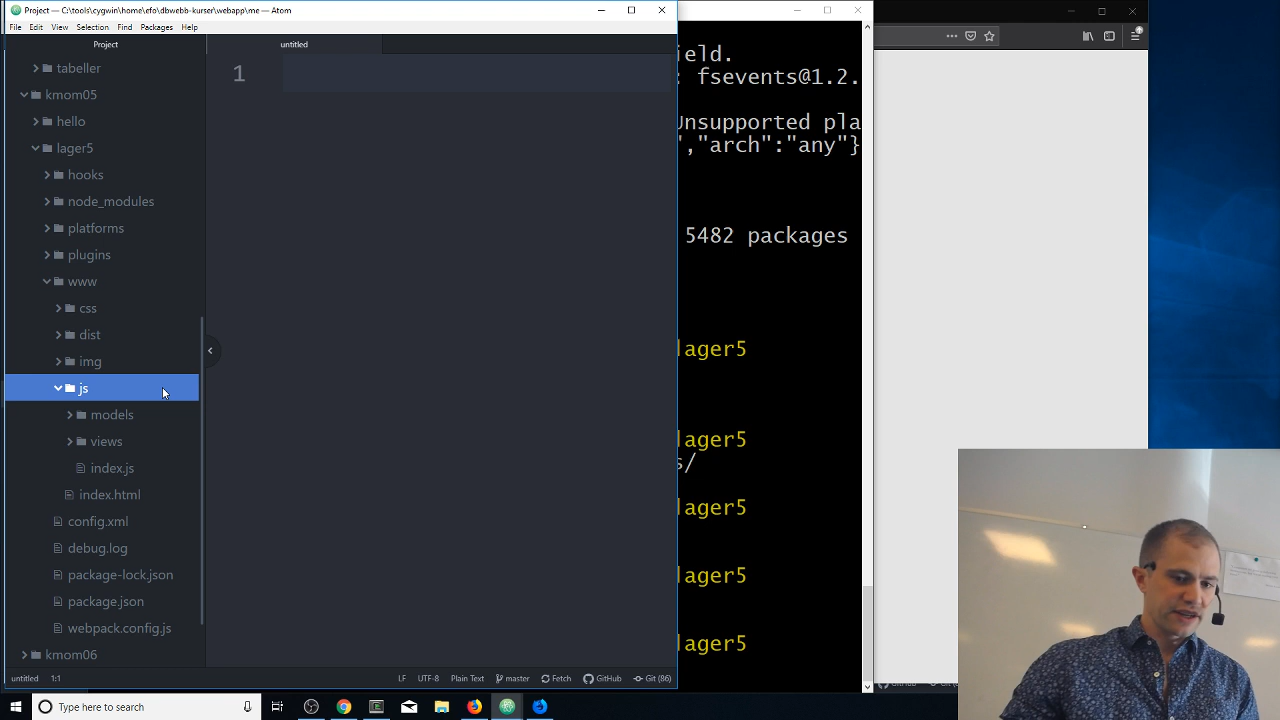 Project — C:\tools\cygwin\home\efo\dbwebb-kurser\webapp\me — Atom
File Edit View Selection Find Packages Help
Project
untitled
tabeller
kmom05
hello
lager5
hooks
node_modules
platforms
plugins
www
css
dist
img
js
models
views
index.js
index.html
config.xml
debug.log
package-lock.json
package.json
webpack.config.js
kmom06
1
ield.
: fsevents@1.2.
Unsupported pla
","arch":"any"}
5482 packages
lager5
lager5
s/
lager5
lager5
lager5
untitled 1:1
LF UTF-8 Plain Text master Fetch GitHub Git (86)
Type here to search